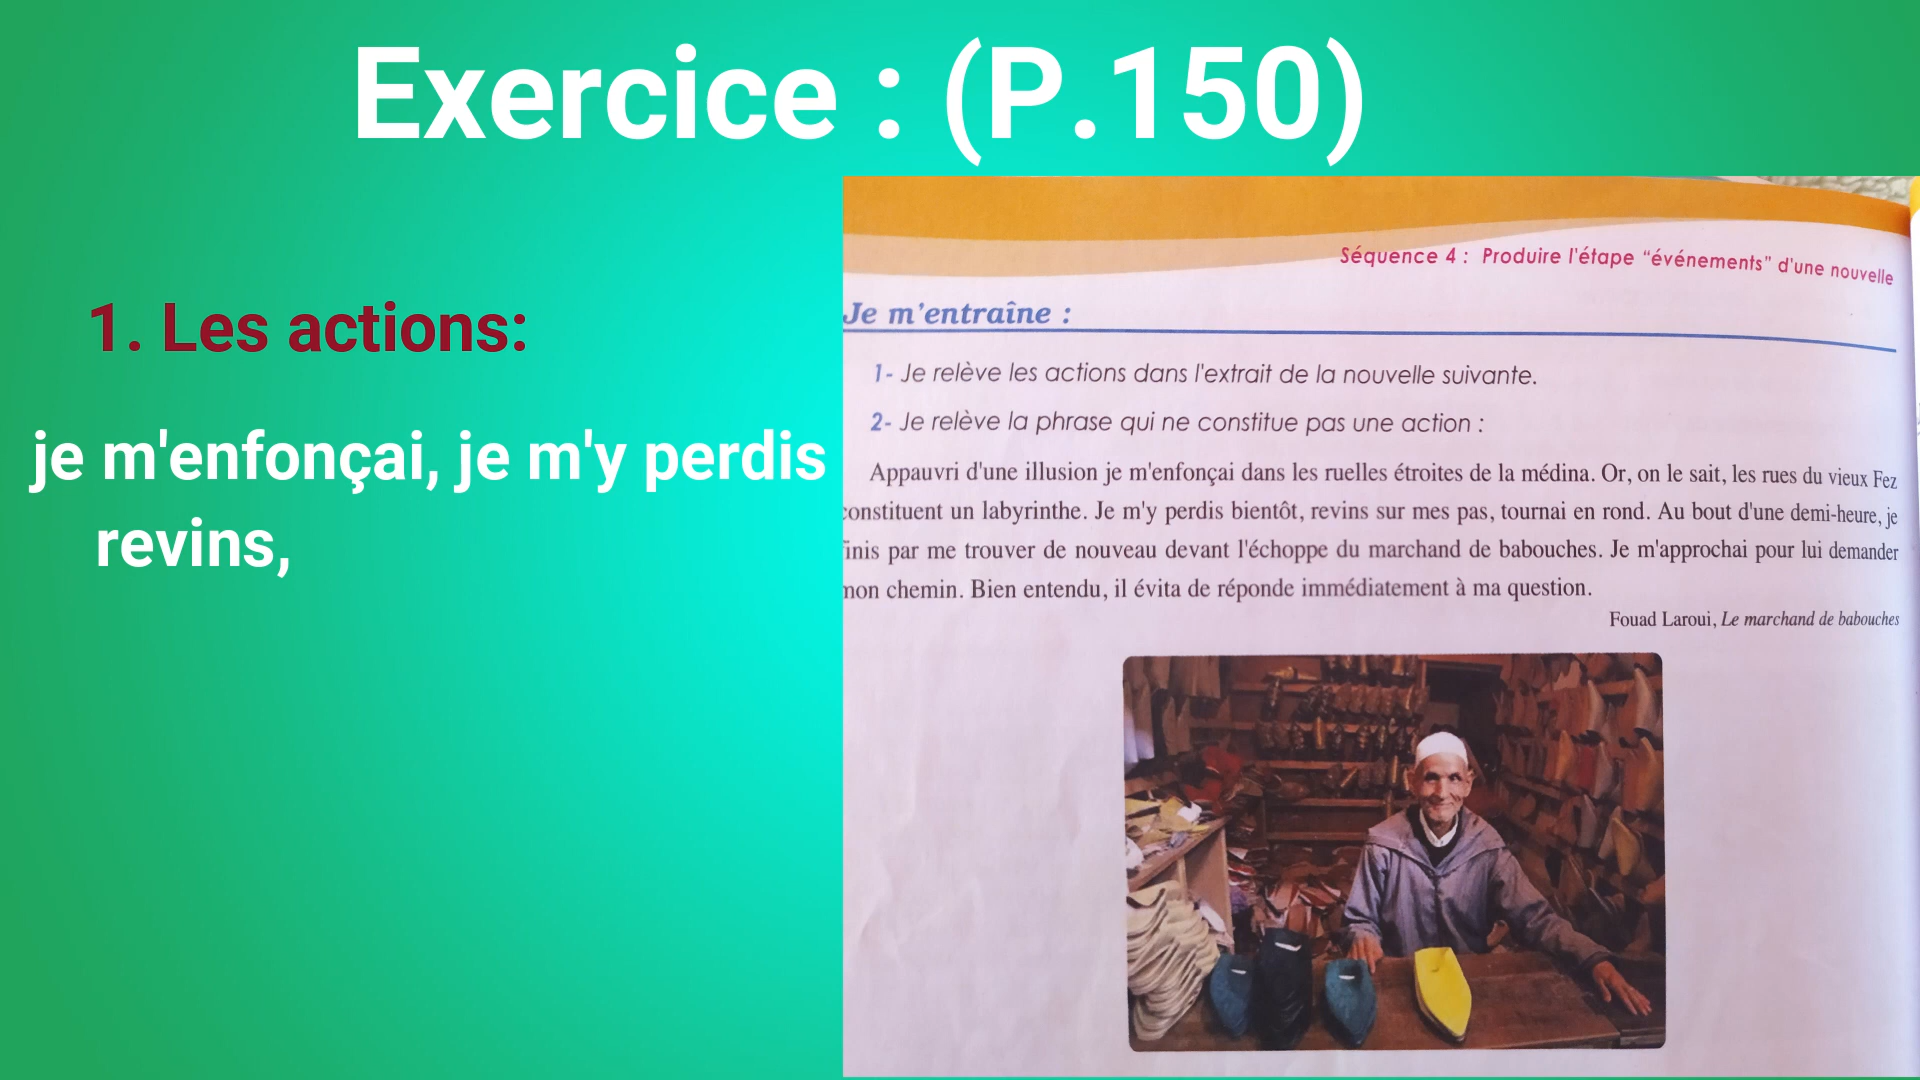 Exercice : (P.150)
1. Les actions:
je m'enfonçai, je m'y perdis
revins,
Séquence 4 : Produire l'étape "événements" d'une nouvelle
Je m'entraîne :
1- Je relève les actions dans l'extrait de la nouvelle suivante.
2- Je relève la phrase qui ne constitue pas une action :
Appauvri d'une illusion je m'enfonçai dans les ruelles étroites de la médina. Or, on le sait, les rues du vieux Fez
constituent un labyrinthe. Je m'y perdis bientôt, revins sur mes pas, tournai en rond. Au bout d'une demi-heure, je
finis par me trouver de nouveau devant l'échoppe du marchand de babouches. Je m'approchai pour lui demander
mon chemin. Bien entendu, il évita de réponde immédiatement à ma question.
Fouad Laroui, Le marchand de babouches